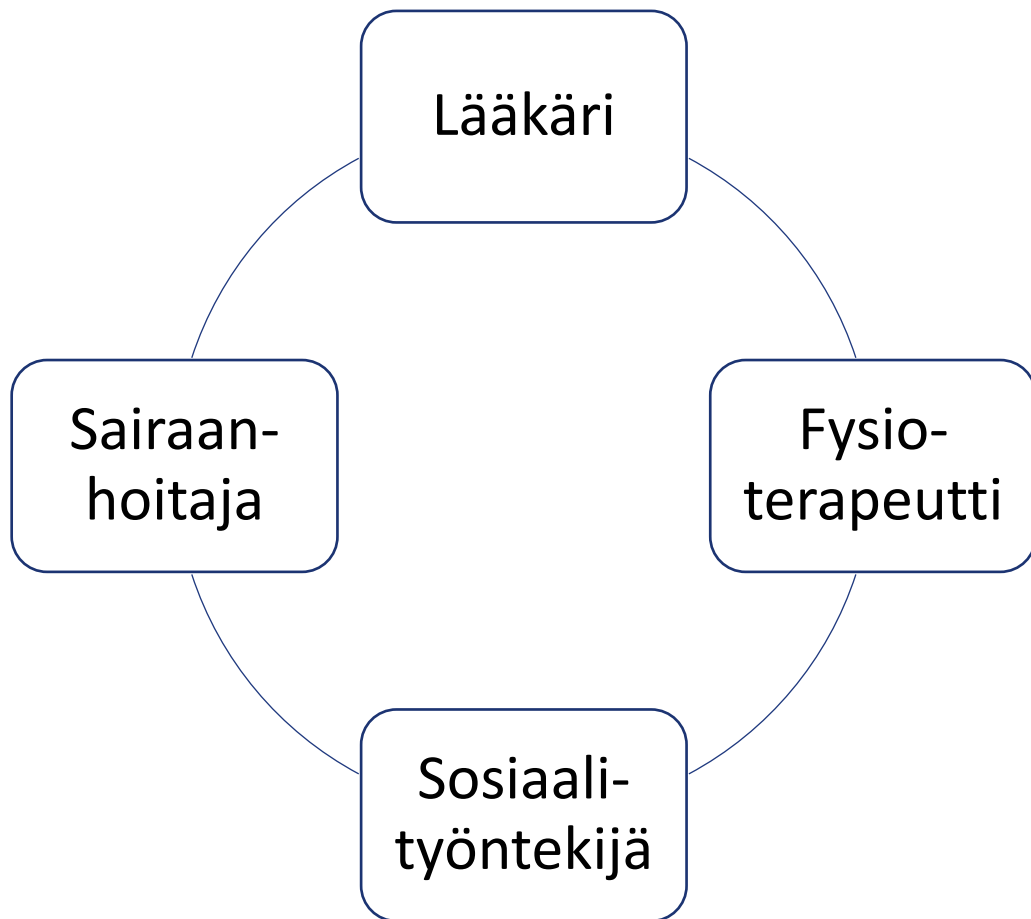 Lääkäri
Sairaan-
hoitaja
Fysio-
terapeutti
Sosiaali-
työntekijä